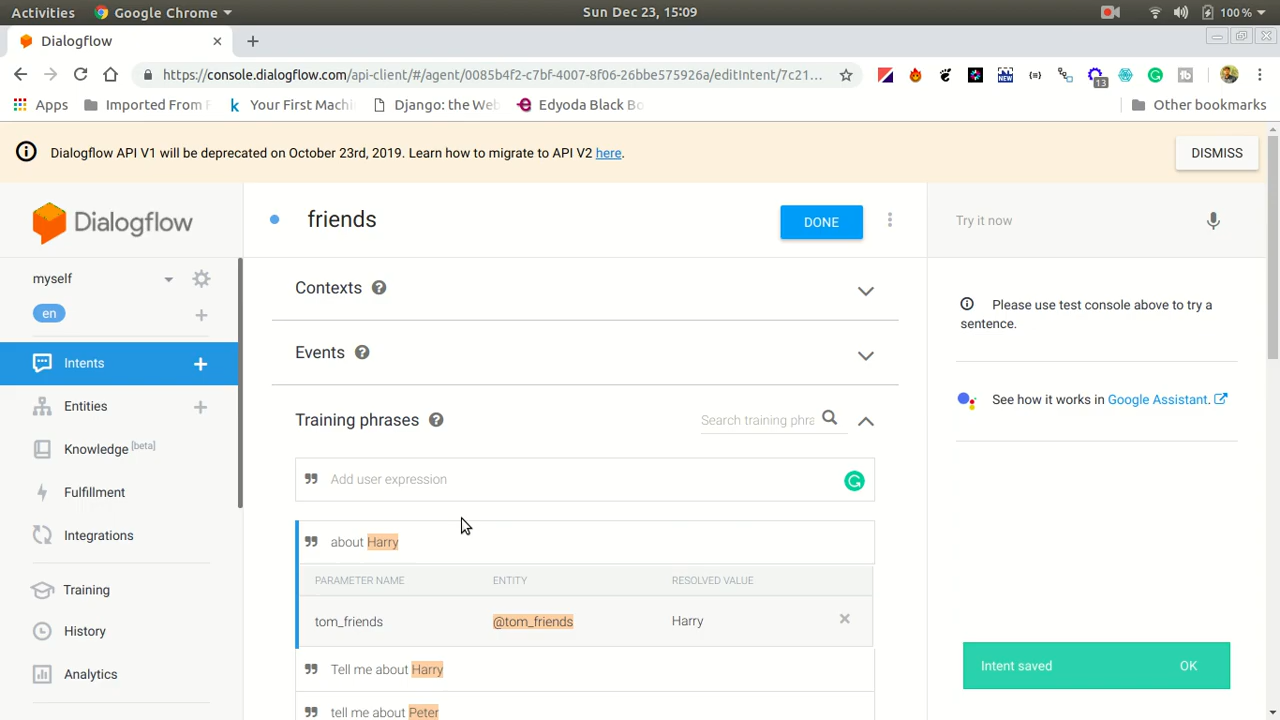 Activities
Google Chrome
Sun Dec 23, 15:09
100 %
Dialogflow
https://console.dialogflow.com/api-client/#/agent/0085b4f2-c7bf-4007-8f06-26bbe575926a/editIntent/7c21...
13
NEW
Apps
Imported From F
Your First Machi
Django: the Web
Edyoda Black Bo
Other bookmarks
Dialogflow API V1 will be deprecated on October 23rd, 2019. Learn how to migrate to API V2 here.
DISMISS
Dialogflow
friends
DONE
Try it now
myself
en
Contexts
Please use test console above to try a
sentence.
Events
Intents
See how it works in Google Assistant.
Entities
Training phrases
Search training phra
Knowledge [beta]
Add user expression
Fulfillment
Integrations
about Harry
PARAMETER NAME ENTITY RESOLVED VALUE
Training
tom_friends @tom_friends Harry
History
Tell me about Harry
Intent saved OK
Analytics
tell me about Peter